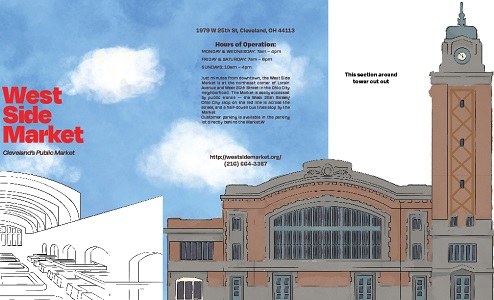 1979 W 25th St, Cleveland, OH 44113
Hours of Operation:
MONDAY & WEDNESDAY: 7am – 4pm
FRIDAY & SATURDAY: 7am – 6pm
SUNDAYS: 10am – 4pm
Just minutes from downtown, the West Side
Market is at the northeast corner of Lorain
Avenue and West 25th Street in the Ohio City
neighborhood. The Market is easily accessed
by public transit — the West 25th Street/
Ohio City stop on the red line is across the
street, and a half-dozen bus lines stop by the
Market.
Customer parking is available in the parking
lot directly behind the Market.
http://westsidemarket.org/
(216) 664-3387
West
Side
Market
Cleveland's Public Market
This section around
tower cut out